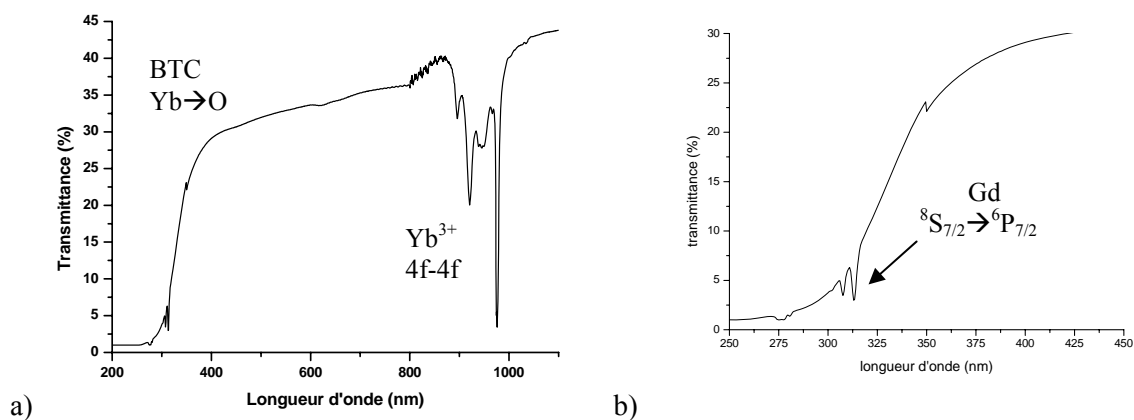 45
40
35
30
25
20
15
10
5
0
Transmittance (%)
BTC
Yb→O
Yb³⁺
4f-4f
200 400 600 800 1000
Longueur d'onde (nm)
a)
30
25
20
15
10
5
0
transmittance (%)
Gd
⁸S₇/₂→⁶P₇/₂
250 275 300 325 350 375 400 425 450
longueur d'onde (nm)
b)